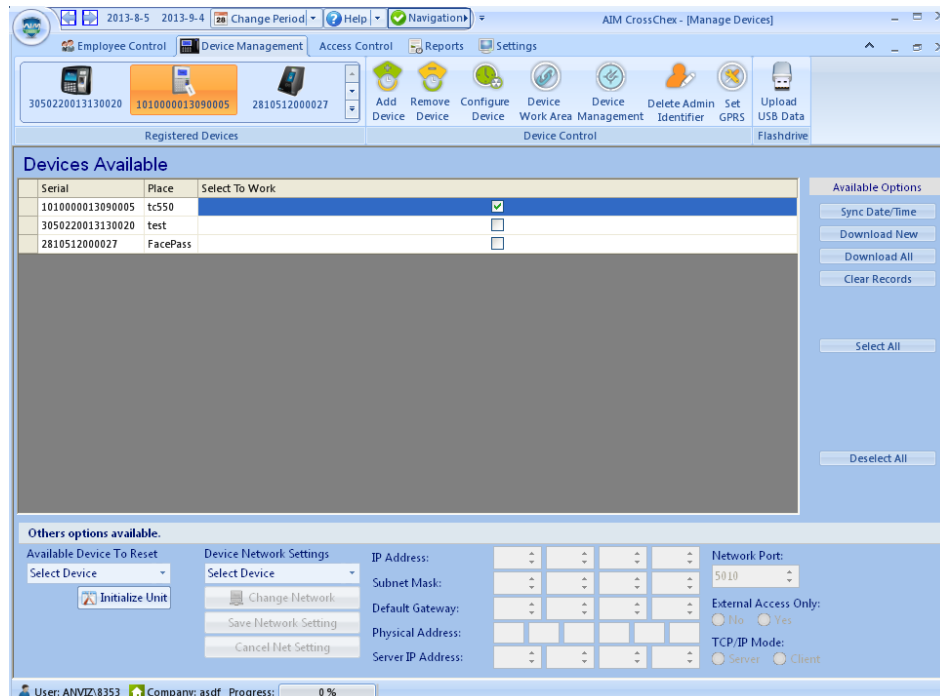 2013-8-5 2013-9-4 28 Change Period Help Navigation AIM CrossChex - [Manage Devices]
Employee Control Device Management Access Control Reports Settings
3050220013130020 1010000013090005 2810512000027
Add Device Remove Device Configure Device Device Work Area Device Management Delete Admin Identifier Set GPRS Upload USB Data
Registered Devices Device Control Flashdrive
Devices Available
Serial Place Select To Work
1010000013090005 tc550
3050220013130020 test
2810512000027 FacePass
Available Options
Sync Date/Time
Download New
Download All
Clear Records
Select All
Deselect All
Others options available.
Available Device To Reset
Select Device
Initialize Unit
Device Network Settings
Select Device
Change Network
Save Network Setting
Cancel Net Setting
IP Address:
Subnet Mask:
Default Gateway:
Physical Address:
Server IP Address:
Network Port:
5010
External Access Only:
No Yes
TCP/IP Mode:
Server Client
User: ANVIZ\8353 Company: asdf Progress: 0 %